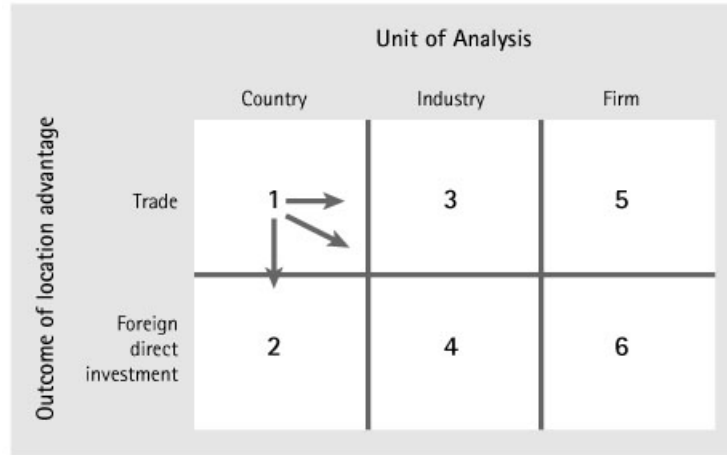 Unit of Analysis
Country Industry Firm
Outcome of location advantage
Trade 1 3 5
Foreign
direct
investment
2 4 6